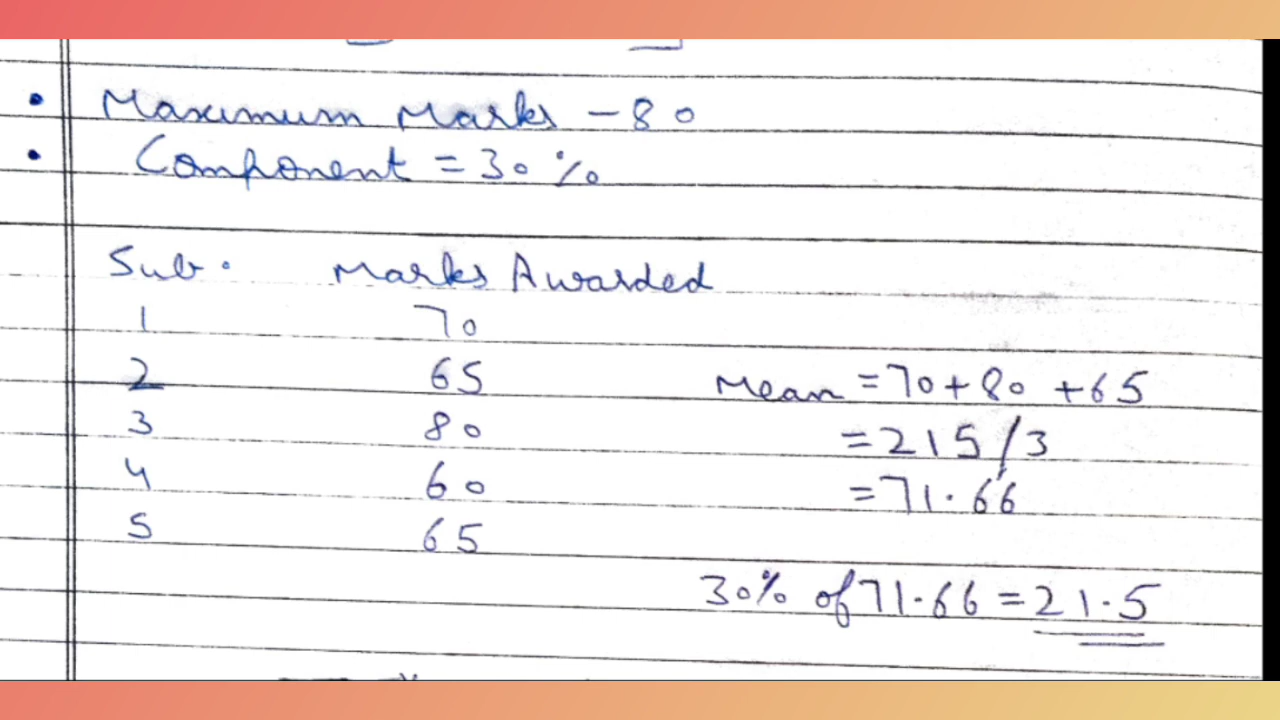 • Maximum Marks - 80
• Component = 30%
Sub. Marks Awarded
1 70
2 65
3 80
4 60
5 65
Mean = 70 + 80 + 65
= 215/3
= 71.66
30% of 71.66 = 21.5